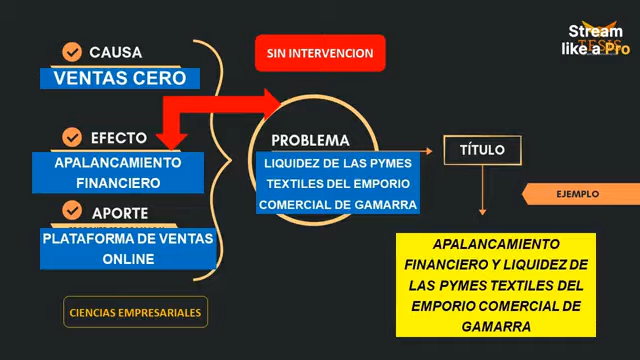 CAUSA
VENTAS CERO
EFECTO
APALANCAMIENTO
FINANCIERO
APORTE
PLATAFORMA DE VENTAS
ONLINE
CIENCIAS EMPRESARIALES
SIN INTERVENCION
PROBLEMA
LIQUIDEZ DE LAS PYMES
TEXTILES DEL EMPORIO
COMERCIAL DE GAMARRA
Stream
like a Pro
TESIS
TÍTULO
EJEMPLO
APALANCAMIENTO
FINANCIERO Y LIQUIDEZ DE
LAS PYMES TEXTILES DEL
EMPORIO COMERCIAL DE
GAMARRA